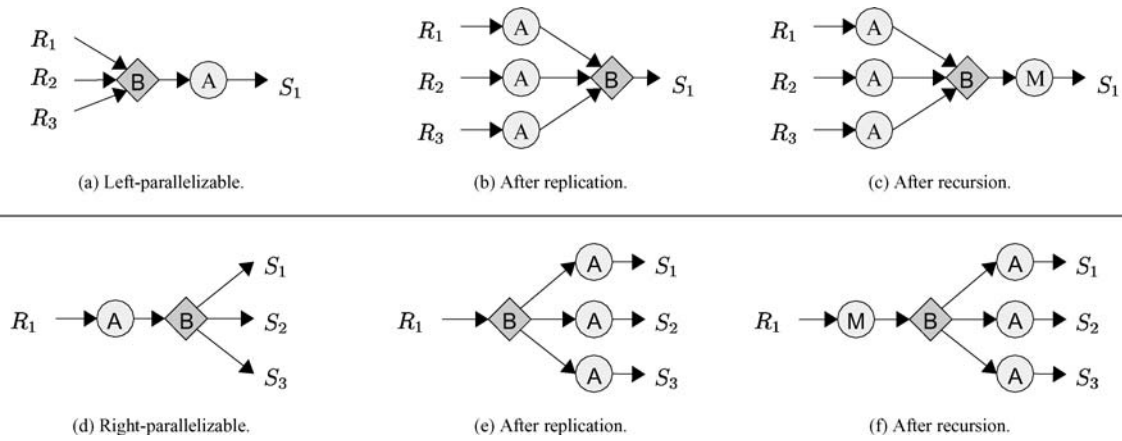 R₁
R₂
R₃
B
A
S₁
(a) Left-parallelizable.
R₁
A
R₂
A
B
S₁
R₃
A
(b) After replication.
R₁
A
R₂
A
B
M
S₁
R₃
A
(c) After recursion.
R₁
A
B
S₁
S₂
S₃
(d) Right-parallelizable.
R₁
B
A
S₁
A
S₂
A
S₃
(e) After replication.
R₁
M
B
A
S₁
A
S₂
A
S₃
(f) After recursion.